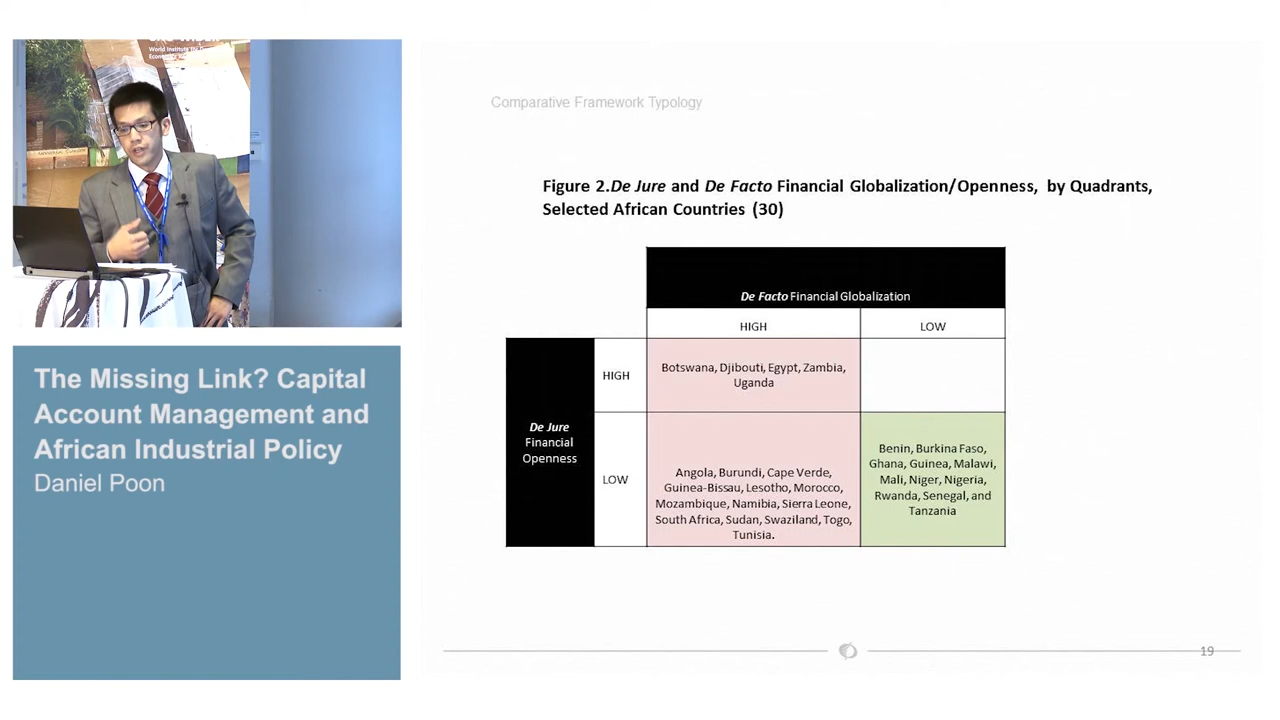 World Institute for
Econom
The Missing Link? Capital
Account Management and
African Industrial Policy
Daniel Poon
Comparative Framework Typology
Figure 2.De Jure and De Facto Financial Globalization/Openness, by Quadrants,
Selected African Countries (30)
De Facto Financial Globalization
HIGH
LOW
De Jure
Financial
Openness
HIGH
Botswana, Djibouti, Egypt, Zambia,
Uganda
LOW
Angola, Burundi, Cape Verde,
Guinea-Bissau, Lesotho, Morocco,
Mozambique, Namibia, Sierra Leone,
South Africa, Sudan, Swaziland, Togo,
Tunisia.
Benin, Burkina Faso,
Ghana, Guinea, Malawi,
Mali, Niger, Nigeria,
Rwanda, Senegal, and
Tanzania
19